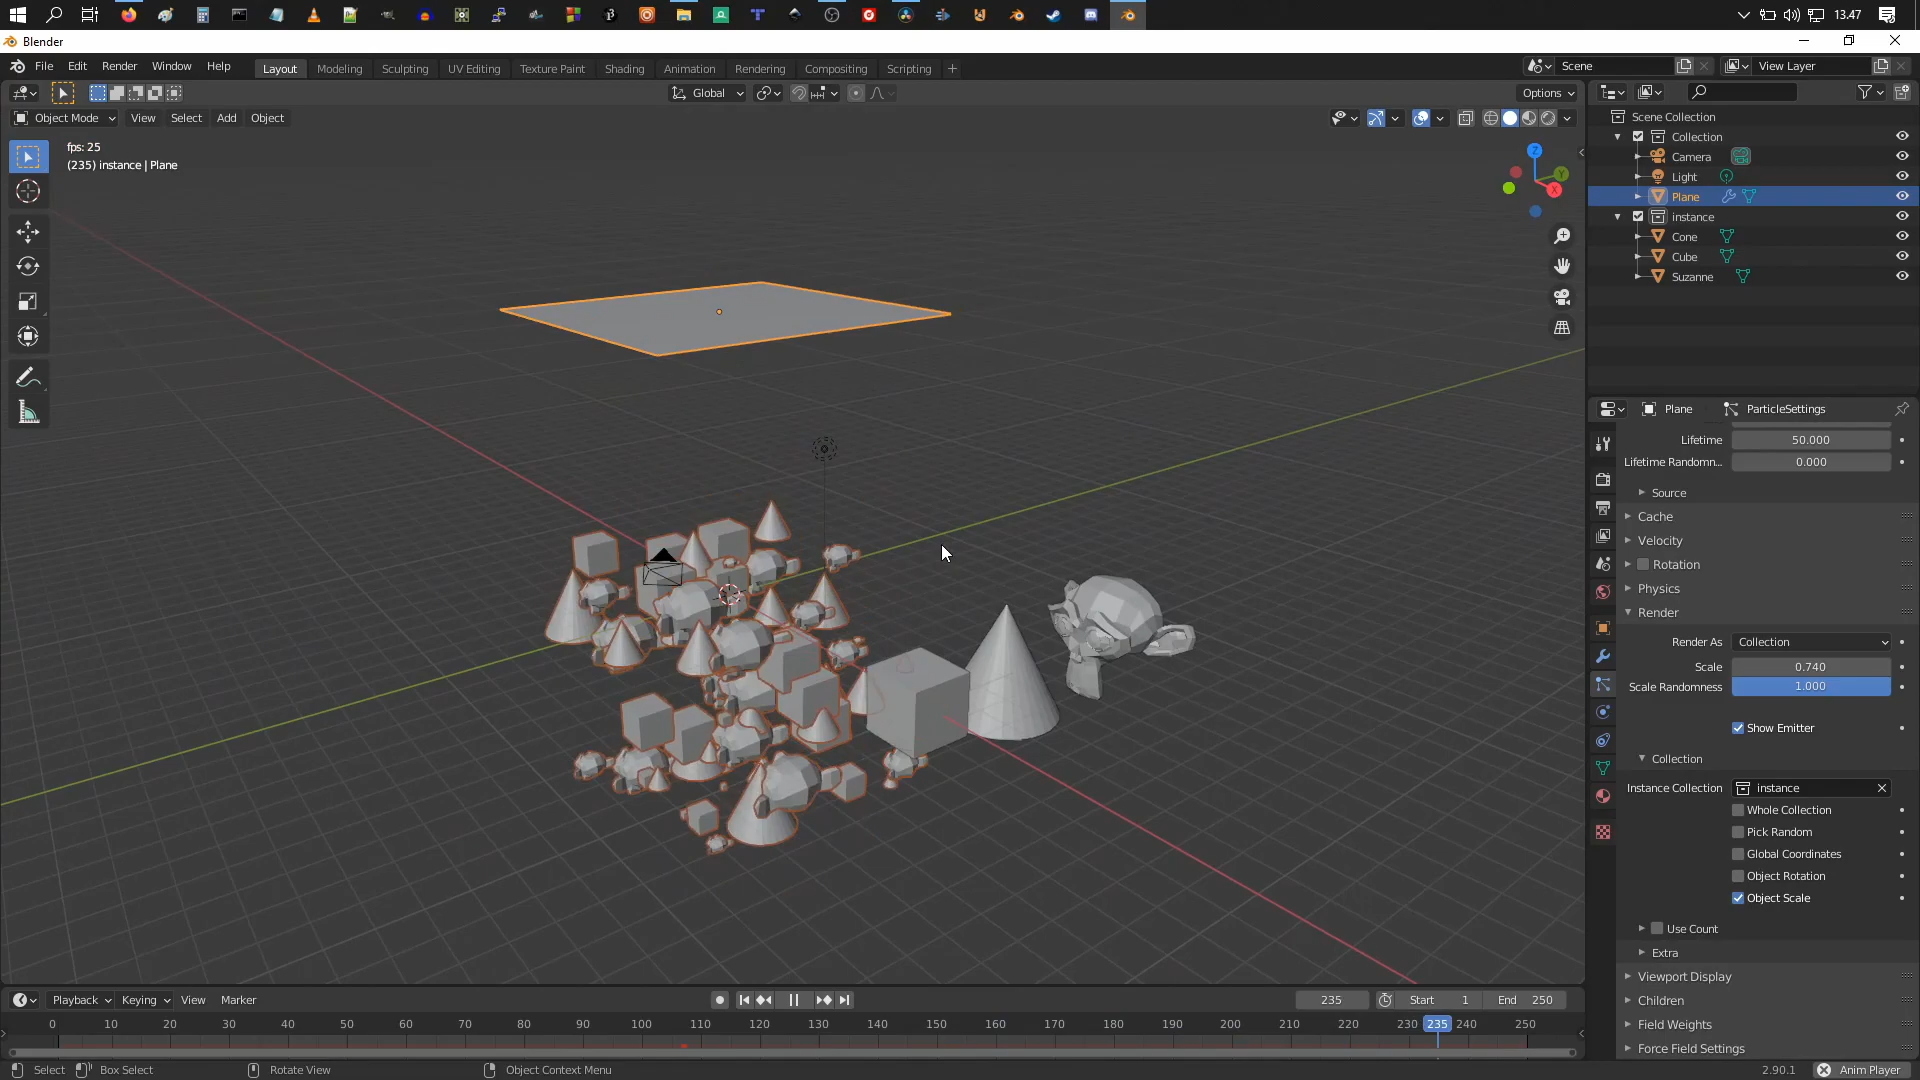 13.47
Blender
File Edit Render Window Help
Layout Modeling Sculpting UV Editing Texture Paint Shading Animation Rendering Compositing Scripting +
Scene
View Layer
Global
Options
Object Mode View Select Add Object
fps: 25
(235) instance | Plane
Z
Y
X
Scene Collection
Collection
Camera
Light
Plane
instance
Cone
Cube
Suzanne
Plane ParticleSettings
Lifetime 50.000
Lifetime Randomn... 0.000
Source
Cache
Velocity
Rotation
Physics
Render
Render As Collection
Scale 0.740
Scale Randomness 1.000
Show Emitter
Collection
Instance Collection instance
Whole Collection
Pick Random
Global Coordinates
Object Rotation
Object Scale
Use Count
Extra
Viewport Display
Children
Field Weights
Force Field Settings
Playback Keying View Marker
235 Start 1 End 250
0 10 20 30 40 50 60 70 80 90 100 110 120 130 140 150 160 170 180 190 200 210 220 230 235 240 250
Select Box Select Rotate View Object Context Menu
2.90.1 Anim Player